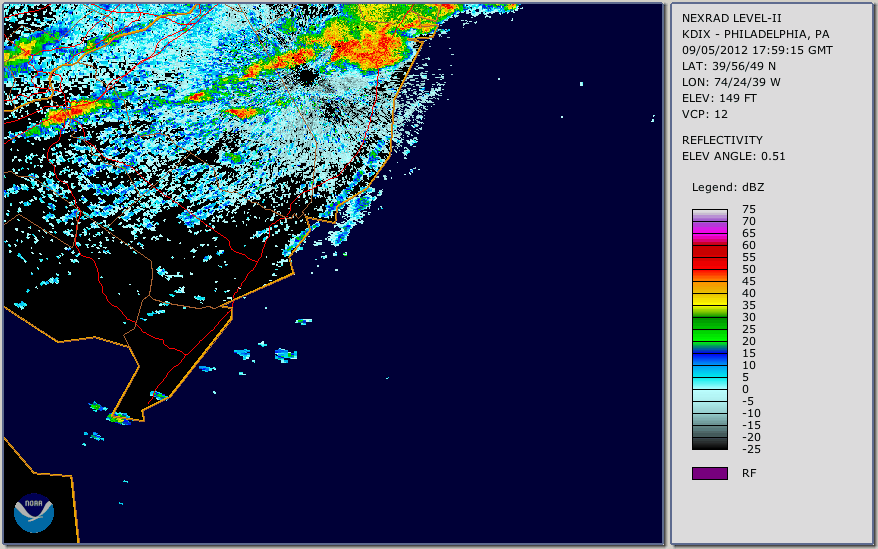 NEXRAD LEVEL-II
KDIX - PHILADELPHIA, PA
09/05/2012 17:59:15 GMT
LAT: 39/56/49 N
LON: 74/24/39 W
ELEV: 149 FT
VCP: 12
REFLECTIVITY
ELEV ANGLE: 0.51
Legend: dBZ
75
70
65
60
55
50
45
40
35
30
25
20
15
10
5
0
-5
-10
-15
-20
-25
RF
NOAA